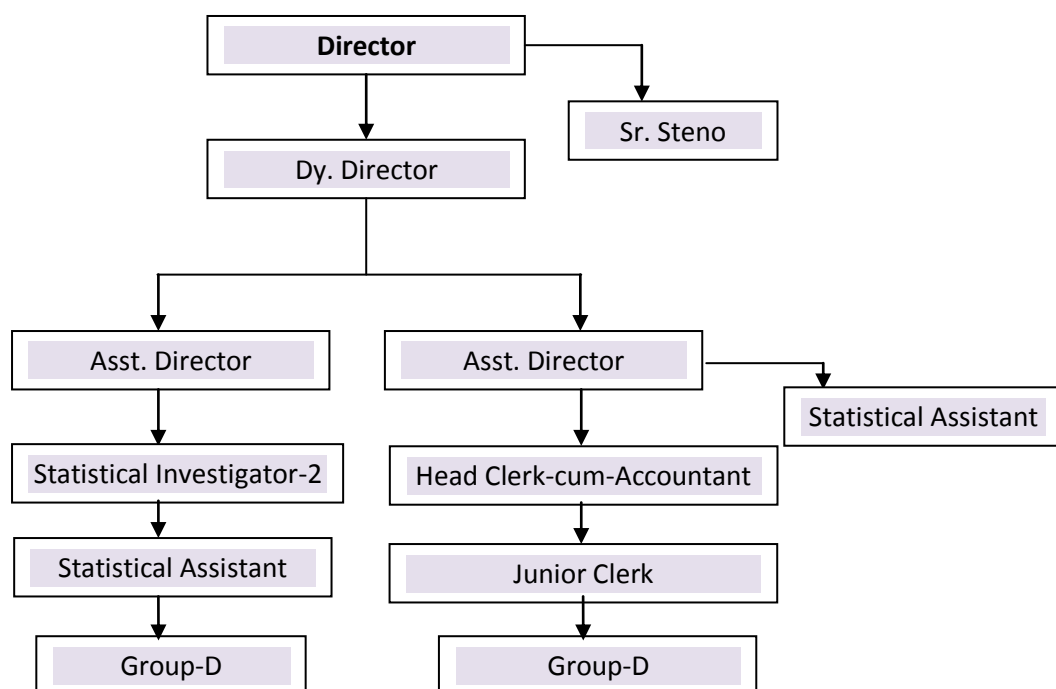 Director
Sr. Steno
Dy. Director
Asst. Director
Asst. Director
Statistical Assistant
Statistical Investigator-2
Head Clerk-cum-Accountant
Statistical Assistant
Junior Clerk
Group-D
Group-D